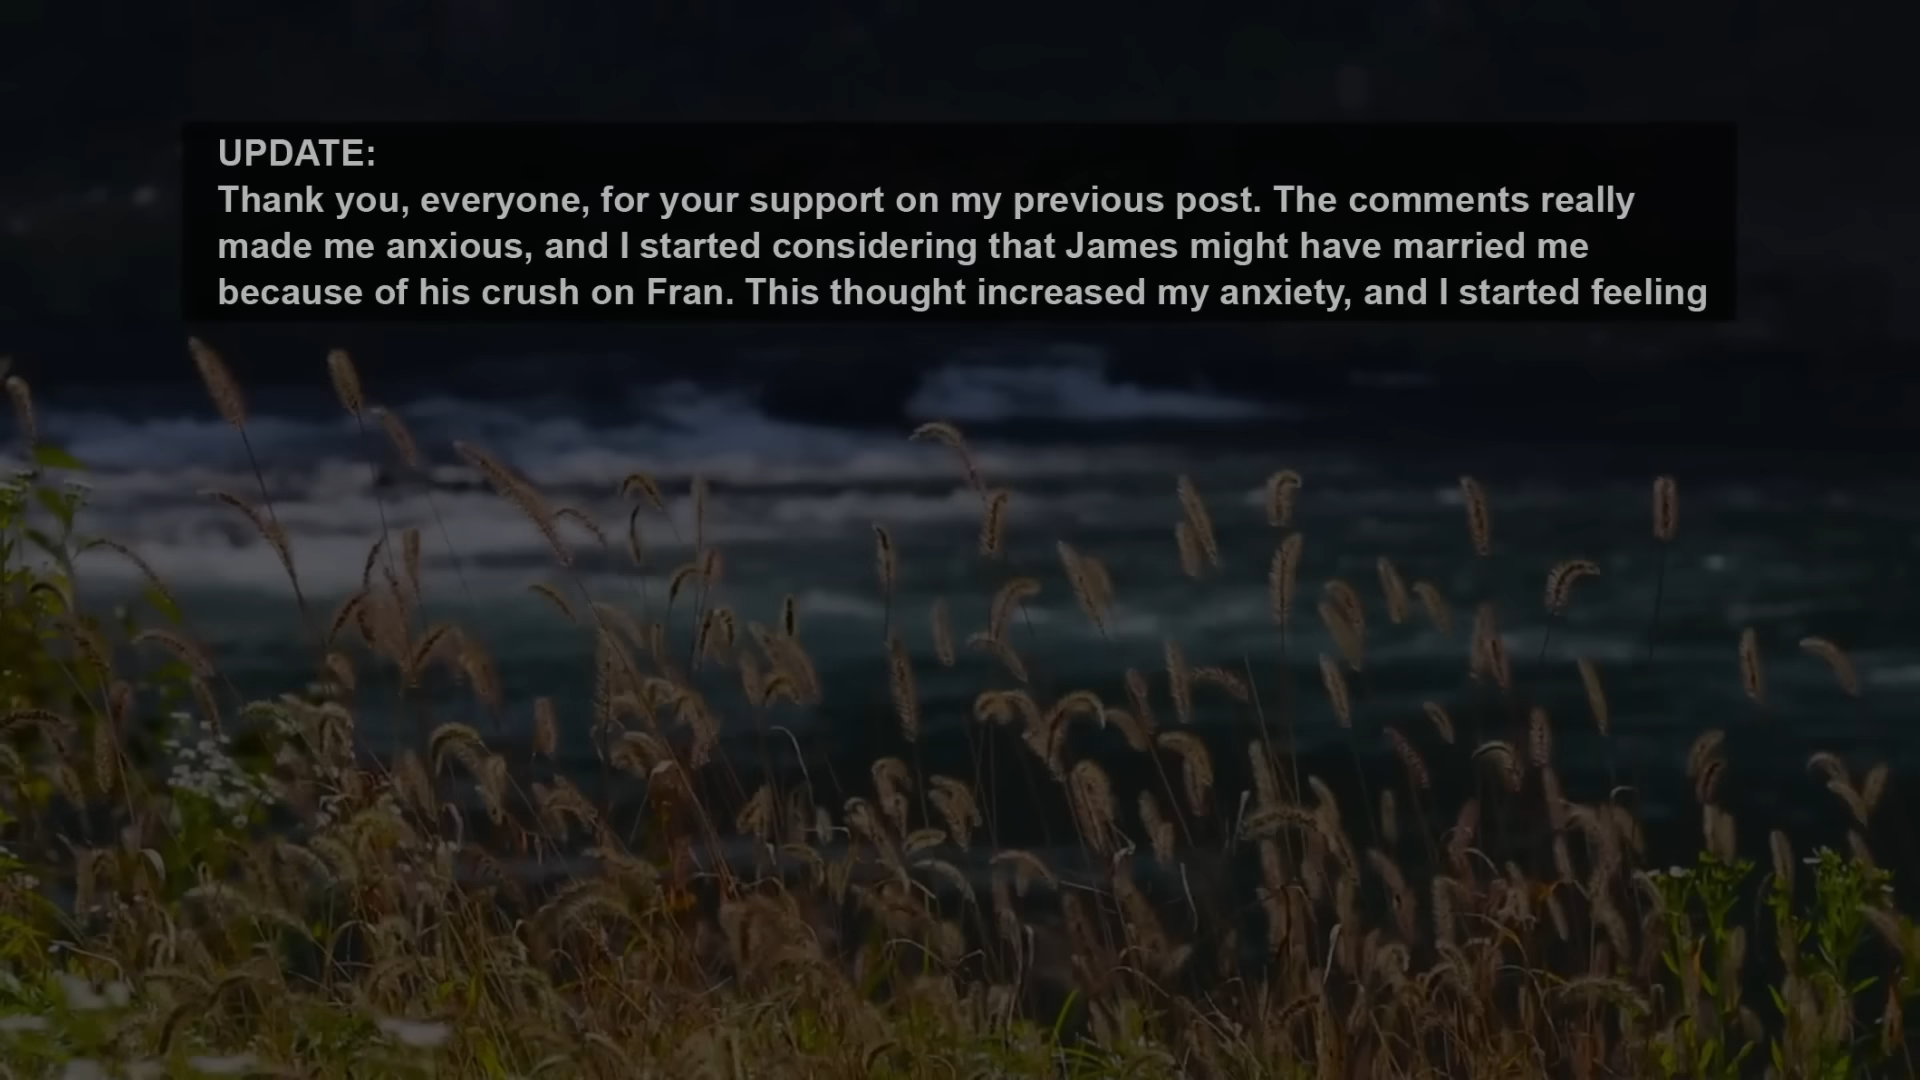 UPDATE:
Thank you, everyone, for your support on my previous post. The comments really
made me anxious, and I started considering that James might have married me
because of his crush on Fran. This thought increased my anxiety, and I started feeling